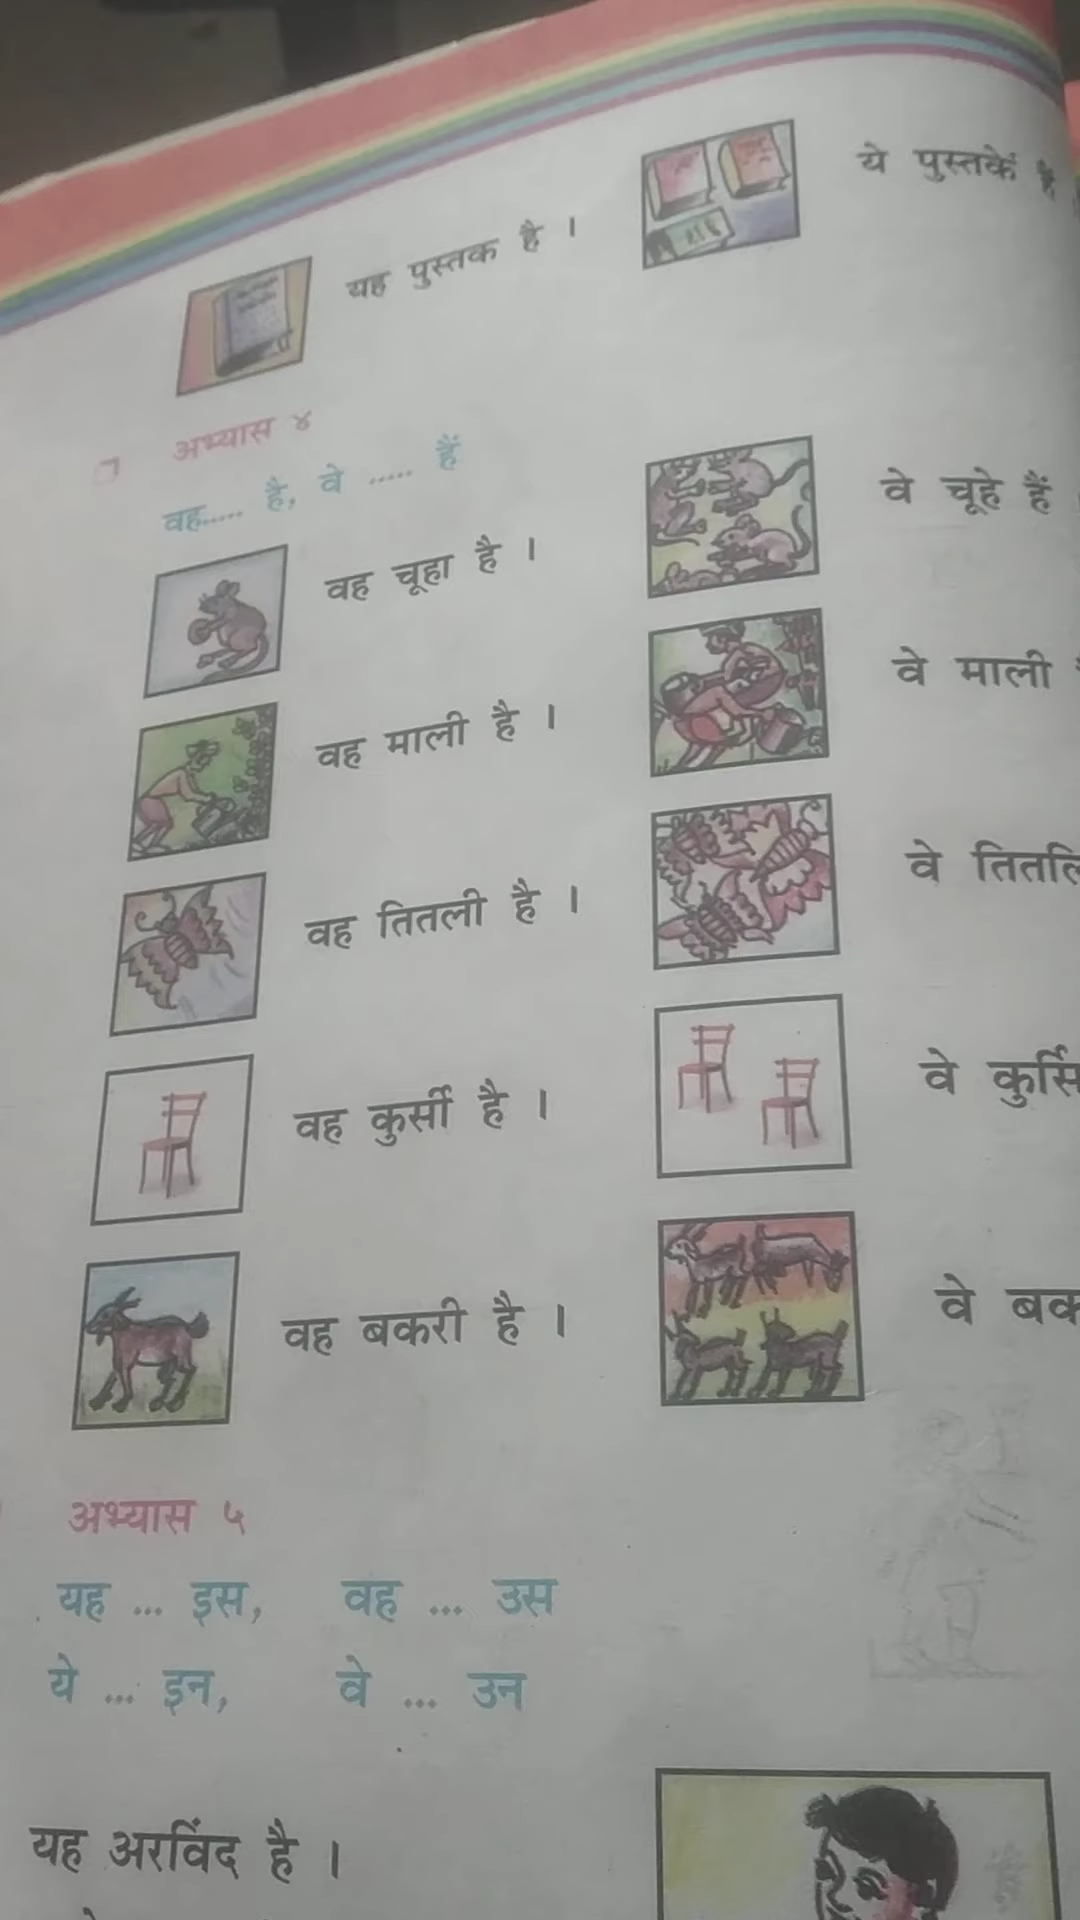 यह पुस्तक है ।
ये पुस्तकें
अभ्यास ४
वह..... है, वे ..... हैं
वह चूहा है ।
वे चूहे हैं
वह माली है ।
वे माली
वह तितली है ।
वे
वह कुर्सी है ।
वे
वह बकरी है ।
वे
अभ्यास ५
यह ... इस, वह ... उस
ये ... इन, वे ... उन
यह अरविंद है ।